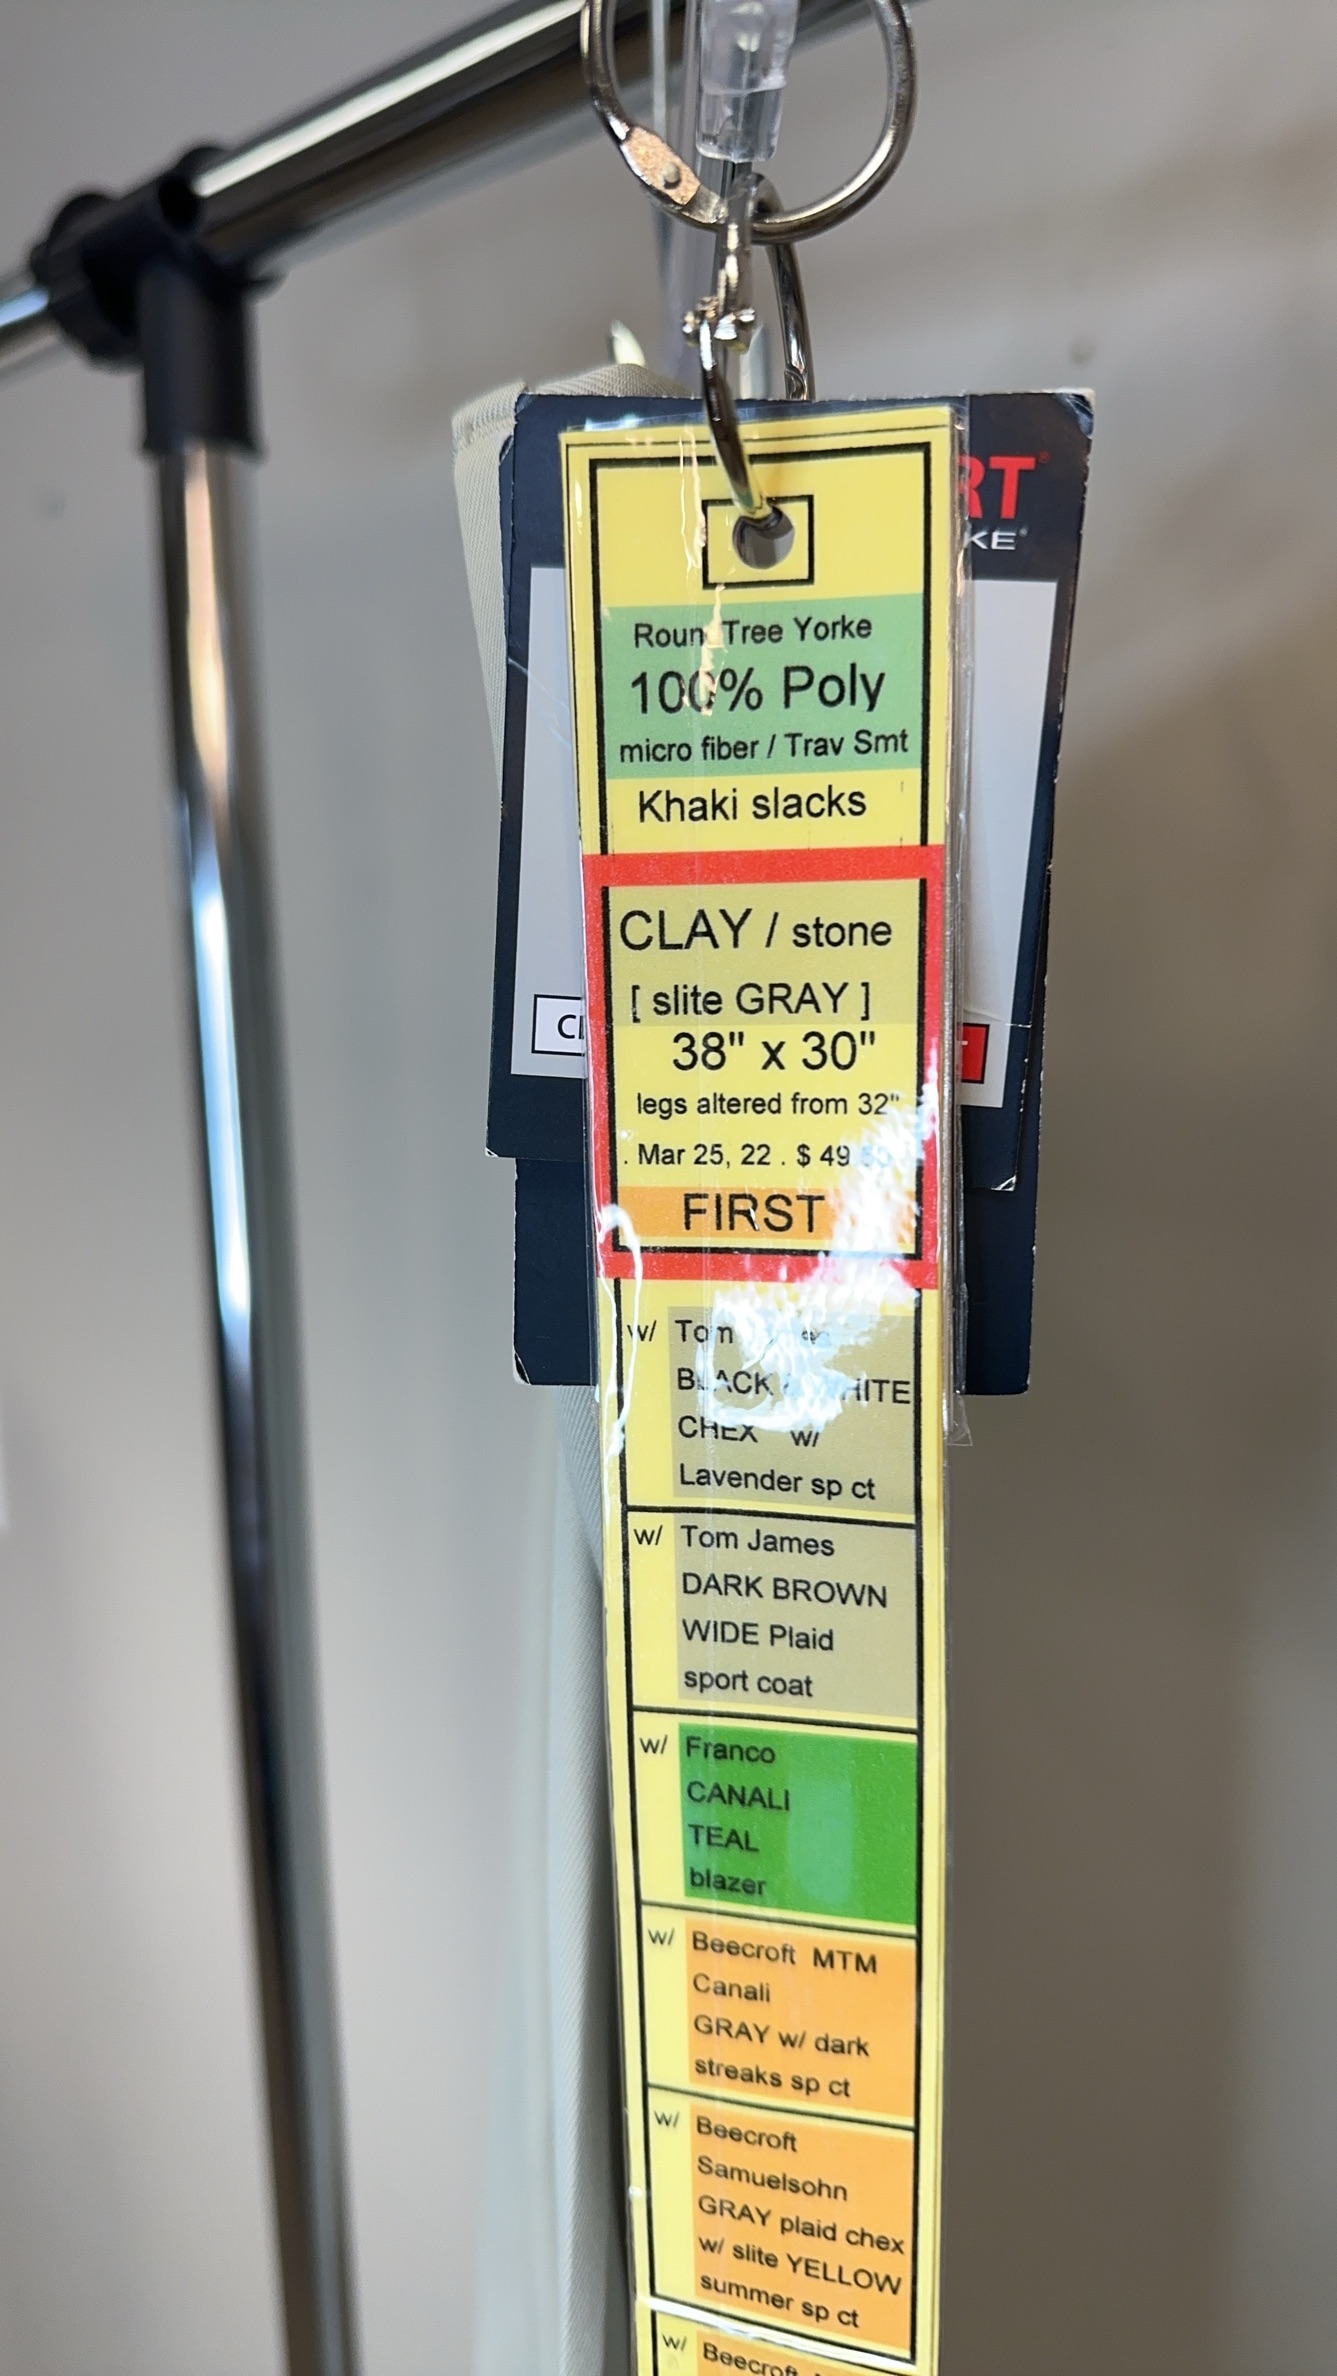 RT®
KE®
Roun Tree Yorke
100% Poly
micro fiber / Trav Smt
Khaki slacks
CLAY / stone
[ slite GRAY ]
38" x 30"
legs altered from 32"
. Mar 25, 22 . $ 49
FIRST
w/ Tom
BLACK WHITE
CHEX w/
Lavender sp ct
w/ Tom James
DARK BROWN
WIDE Plaid
sport coat
w/ Franco
CANALI
TEAL
blazer
w/ Beecroft MTM
Canali
GRAY w/ dark
streaks sp ct
w/ Beecroft
Samuelsohn
GRAY plaid chex
w/ slite YELLOW
summer sp ct
w/ Beecroft